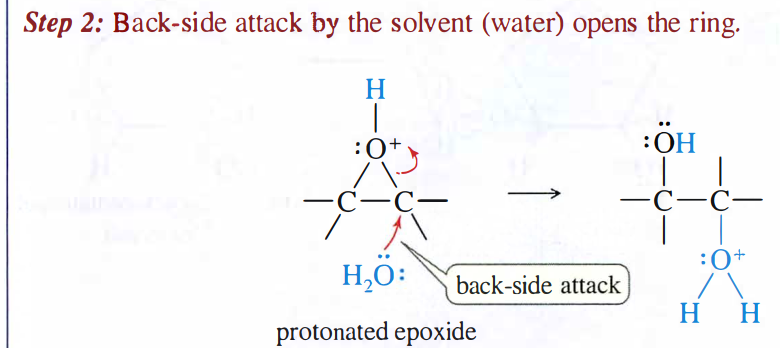 Step 2: Back-side attack by the solvent (water) opens the ring.
H
:O+
:ÖH
—C—C—
—C—C—
H₂Ö:
back-side attack
:O+
H H
protonated epoxide